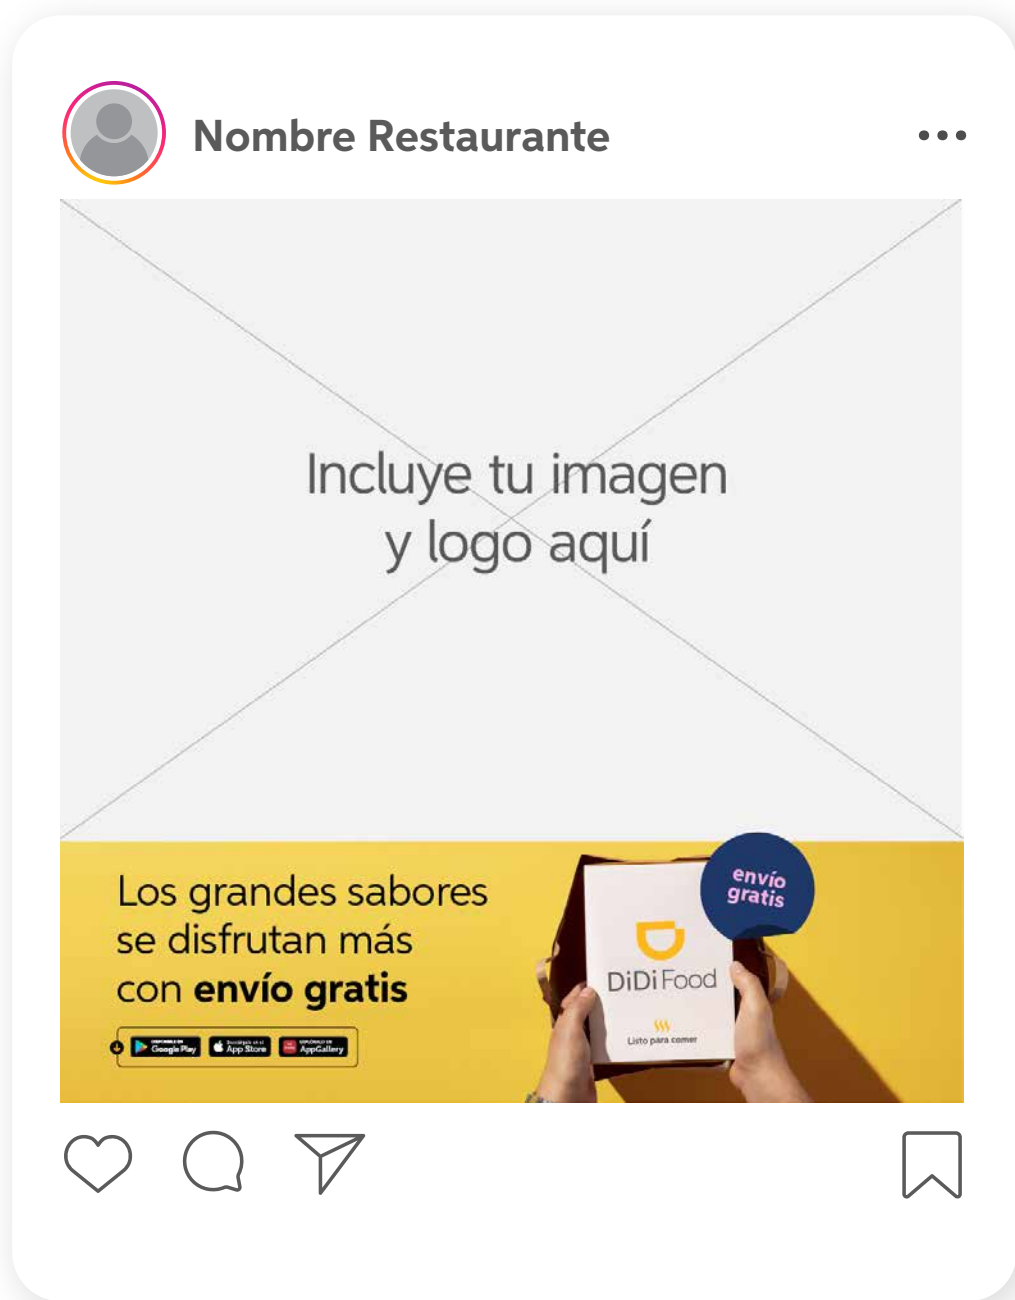 Nombre Restaurante
Incluye tu imagen
y logo aquí
Los grandes sabores
se disfrutan más
con envío gratis
Google Play
App Store
AppGallery
envío
gratis
DiDi Food
Listo para comer